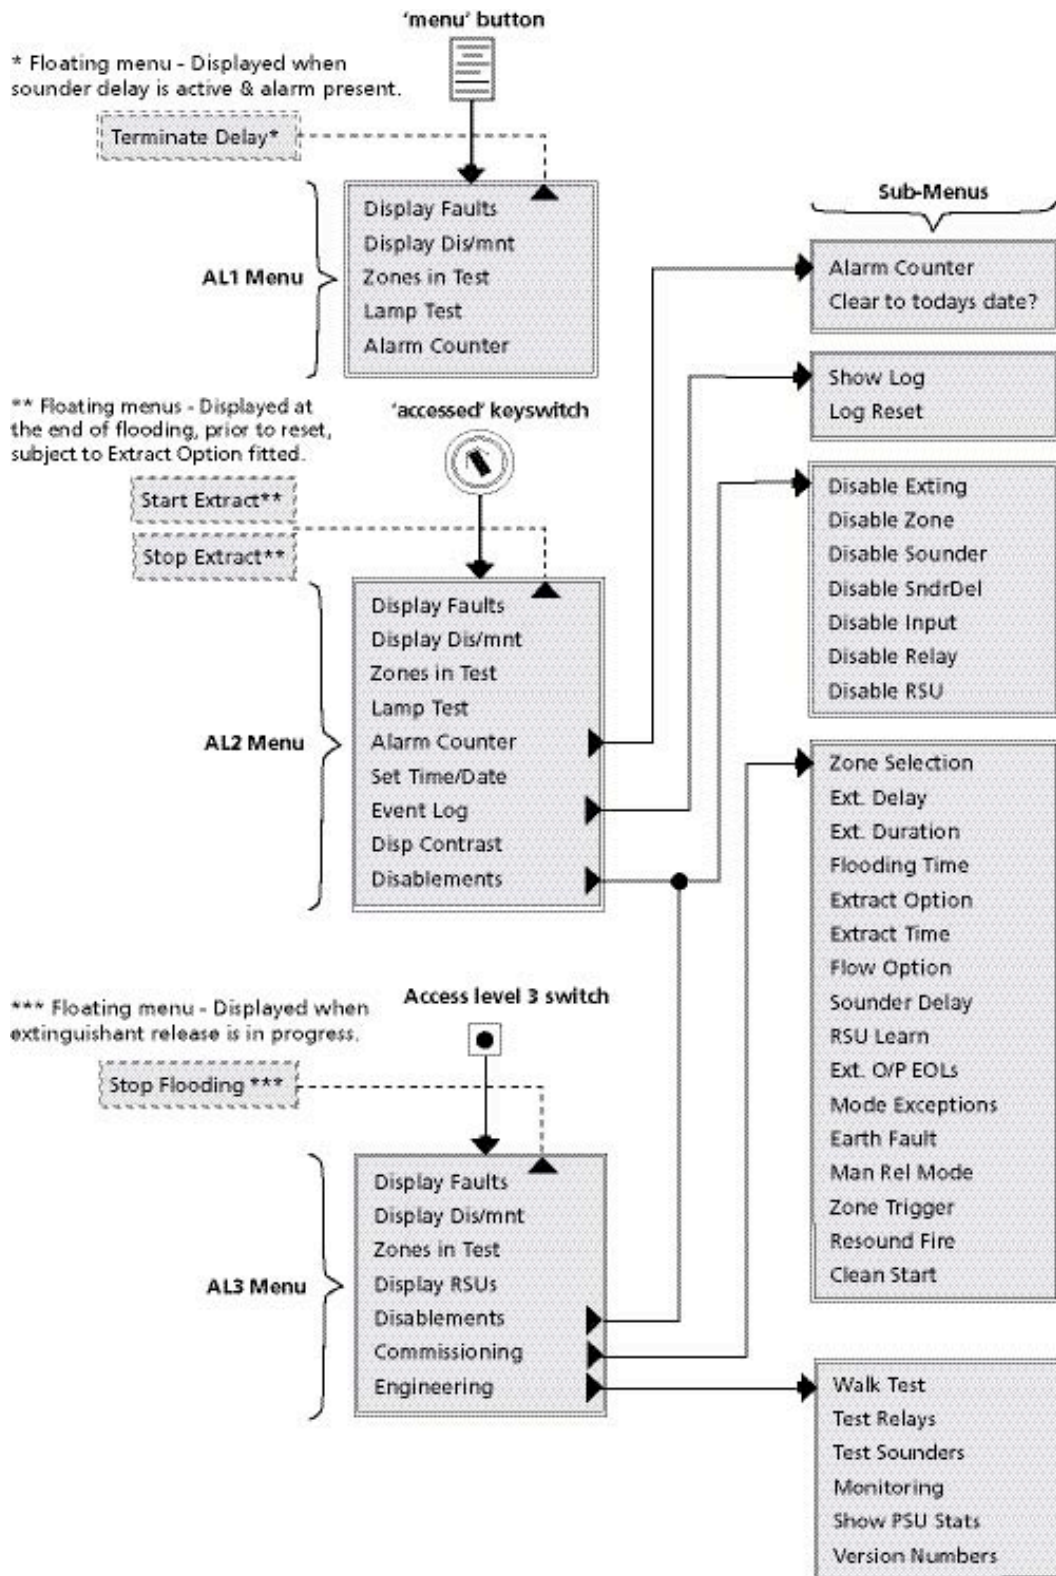 'menu' button
* Floating menu - Displayed when
sounder delay is active & alarm present.
Terminate Delay*
AL1 Menu
Display Faults
Display Dis/mnt
Zones in Test
Lamp Test
Alarm Counter
** Floating menus - Displayed at
the end of flooding, prior to reset,
subject to Extract Option fitted.
'accessed' keyswitch
Start Extract**
Stop Extract**
AL2 Menu
Display Faults
Display Dis/mnt
Zones in Test
Lamp Test
Alarm Counter
Set Time/Date
Event Log
Disp Contrast
Disablements
*** Floating menu - Displayed when
extinguishant release is in progress.
Access level 3 switch
Stop Flooding ***
AL3 Menu
Display Faults
Display Dis/mnt
Zones in Test
Display RSUs
Disablements
Commissioning
Engineering
Sub-Menus
Alarm Counter
Clear to todays date?
Show Log
Log Reset
Disable Exting
Disable Zone
Disable Sounder
Disable SndrDel
Disable Input
Disable Relay
Disable RSU
Zone Selection
Ext. Delay
Ext. Duration
Flooding Time
Extract Option
Extract Time
Flow Option
Sounder Delay
RSU Learn
Ext. O/P EOLs
Mode Exceptions
Earth Fault
Man Rel Mode
Zone Trigger
Resound Fire
Clean Start
Walk Test
Test Relays
Test Sounders
Monitoring
Show PSU Stats
Version Numbers